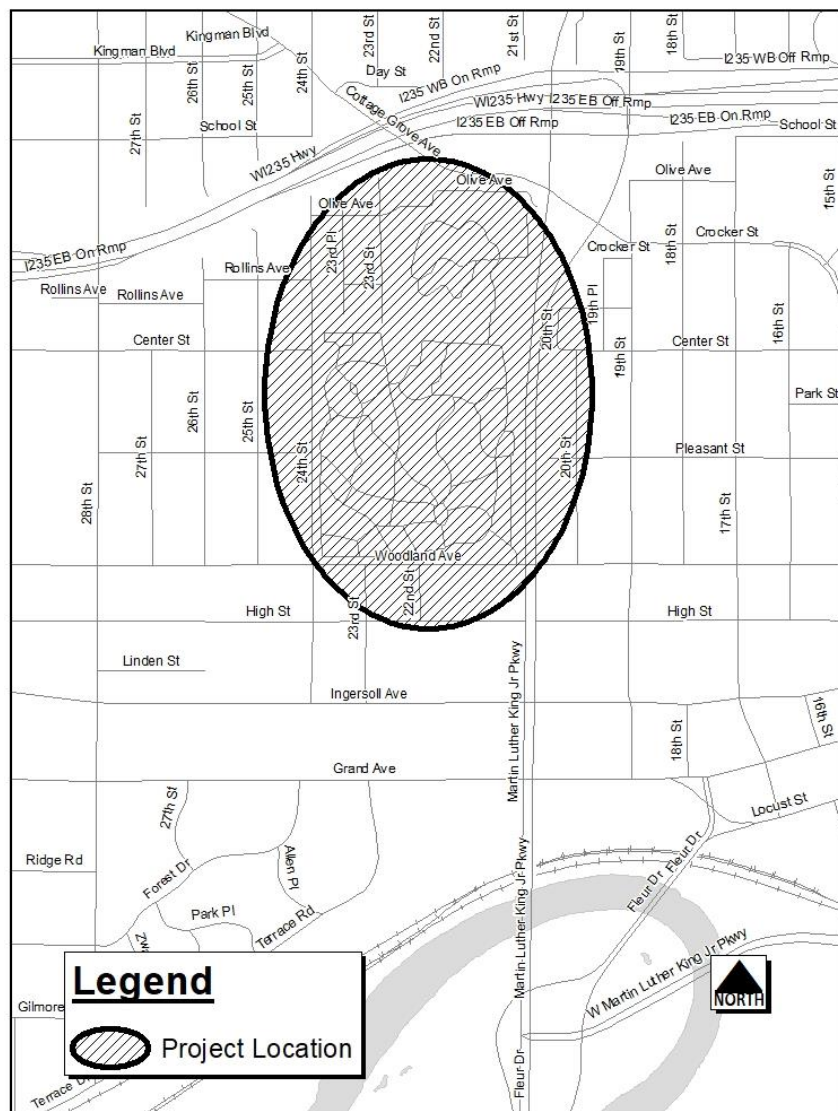 Kingman Blvd
Kingman Blvd
26th St
25th St
24th St
23rd St
22nd St
21st St
19th St
18th St
Day St
I235 WB On Rmp
I235 WB Off Rmp
WI235 Hwy
I235 EB Off Rmp
I235 EB On Rmp
Cottage Grove Ave
27th St
School St
I235 EB Off Rmp
School St
WI235 Hwy
Olive Ave
Olive Ave
15th St
Olive Ave
I235 EB On Rmp
23rd Pl
23rd St
Crocker St
18th St
Crocker St
Rollins Ave
Rollins Ave
Rollins Ave
19th Pl
20th St
16th St
Center St
19th St
Center St
Park St
26th St
25th St
27th St
24th St
20th St
Pleasant St
28th St
17th St
Woodland Ave
High St
23rd St
22nd St
High St
Linden St
Martin Luther King Jr Pkwy
Ingersoll Ave
18th St
16th St
Grand Ave
27th St
Locust St
Ridge Rd
Forest Dr
Allen Pl
Fleur Dr
Fleur Dr
Park Pl
Terrace Rd
Martin Luther King Jr Pkwy
W Martin Luther King Jr Pkwy
Legend
NORTH
Gilmore
Project Location
Terrace Dr
Fleur Dr